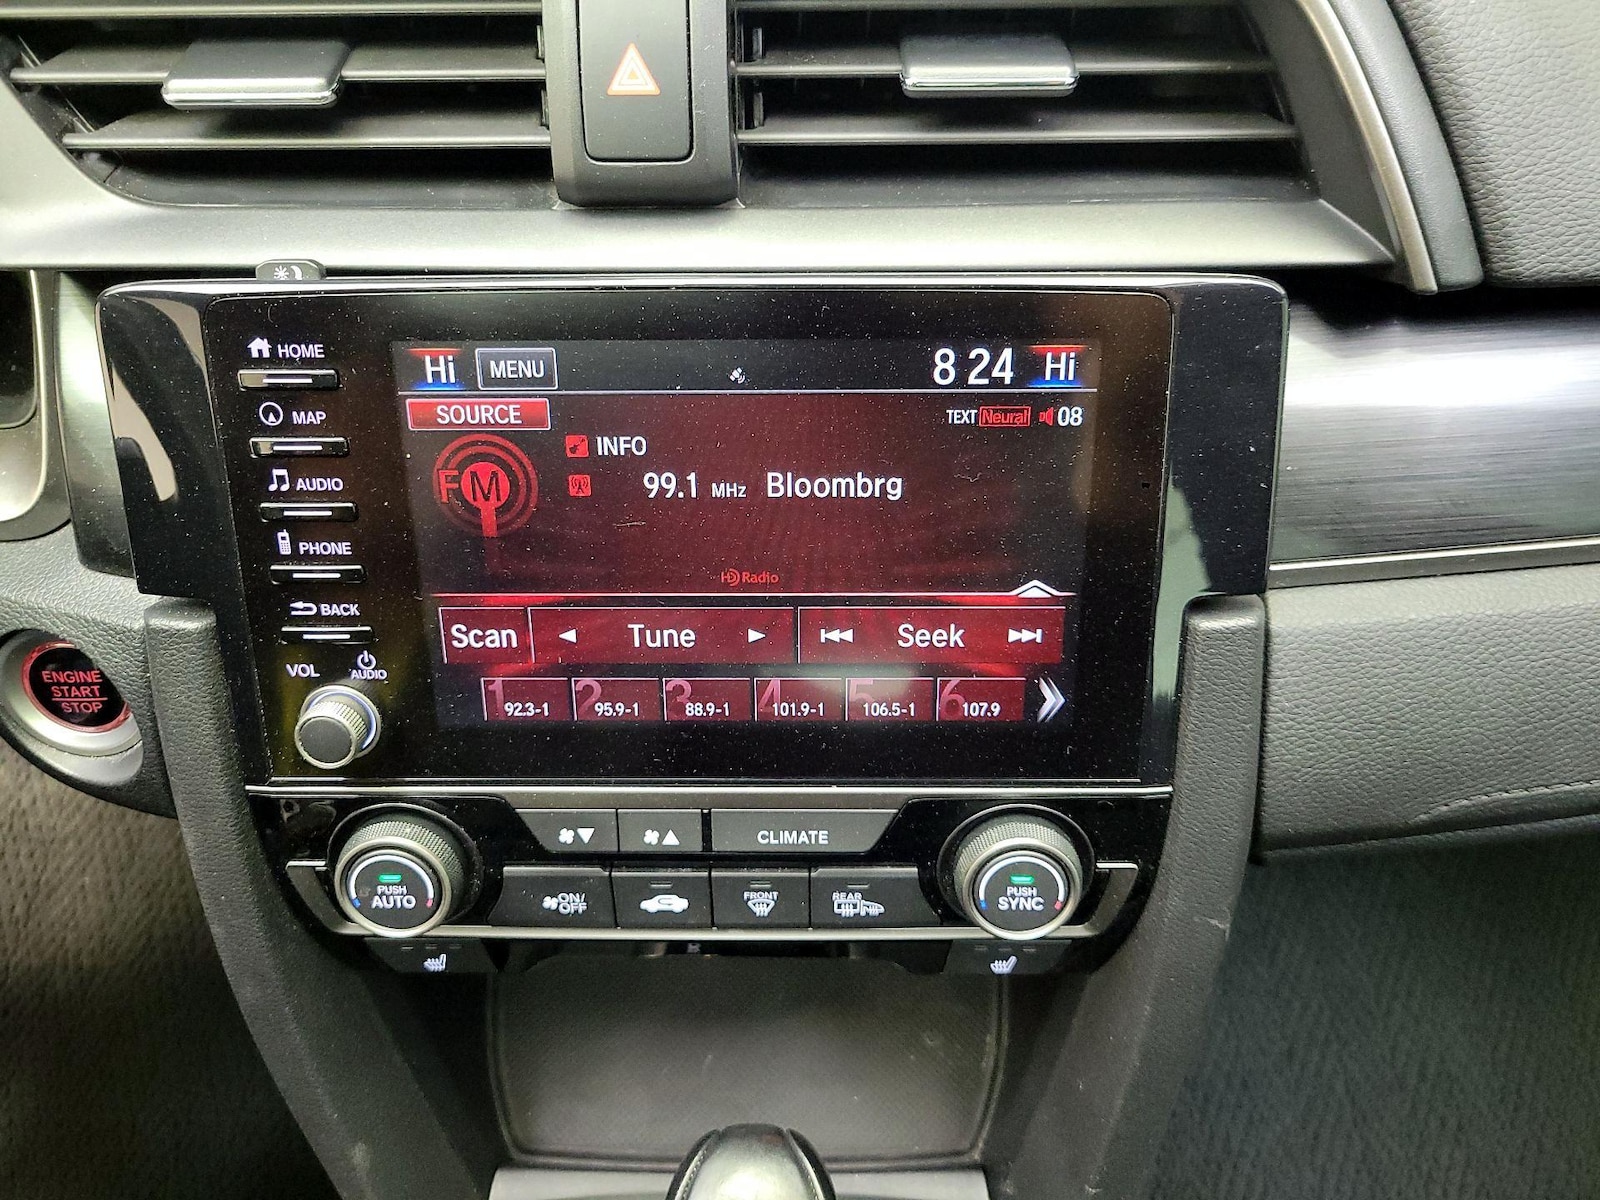 HOME
MAP
AUDIO
PHONE
BACK
VOL
AUDIO
ENGINE
START
STOP
Hi
MENU
8 24
Hi
SOURCE
TEXT Neural 08
FM
INFO
99.1 MHz Bloombrg
HD Radio
Scan
Tune
Seek
1 92.3-1
2 95.9-1
3 88.9-1
4 101.9-1
5 106.5-1
6 107.9
CLIMATE
PUSH
AUTO
ON/
OFF
FRONT
REAR
PUSH
SYNC